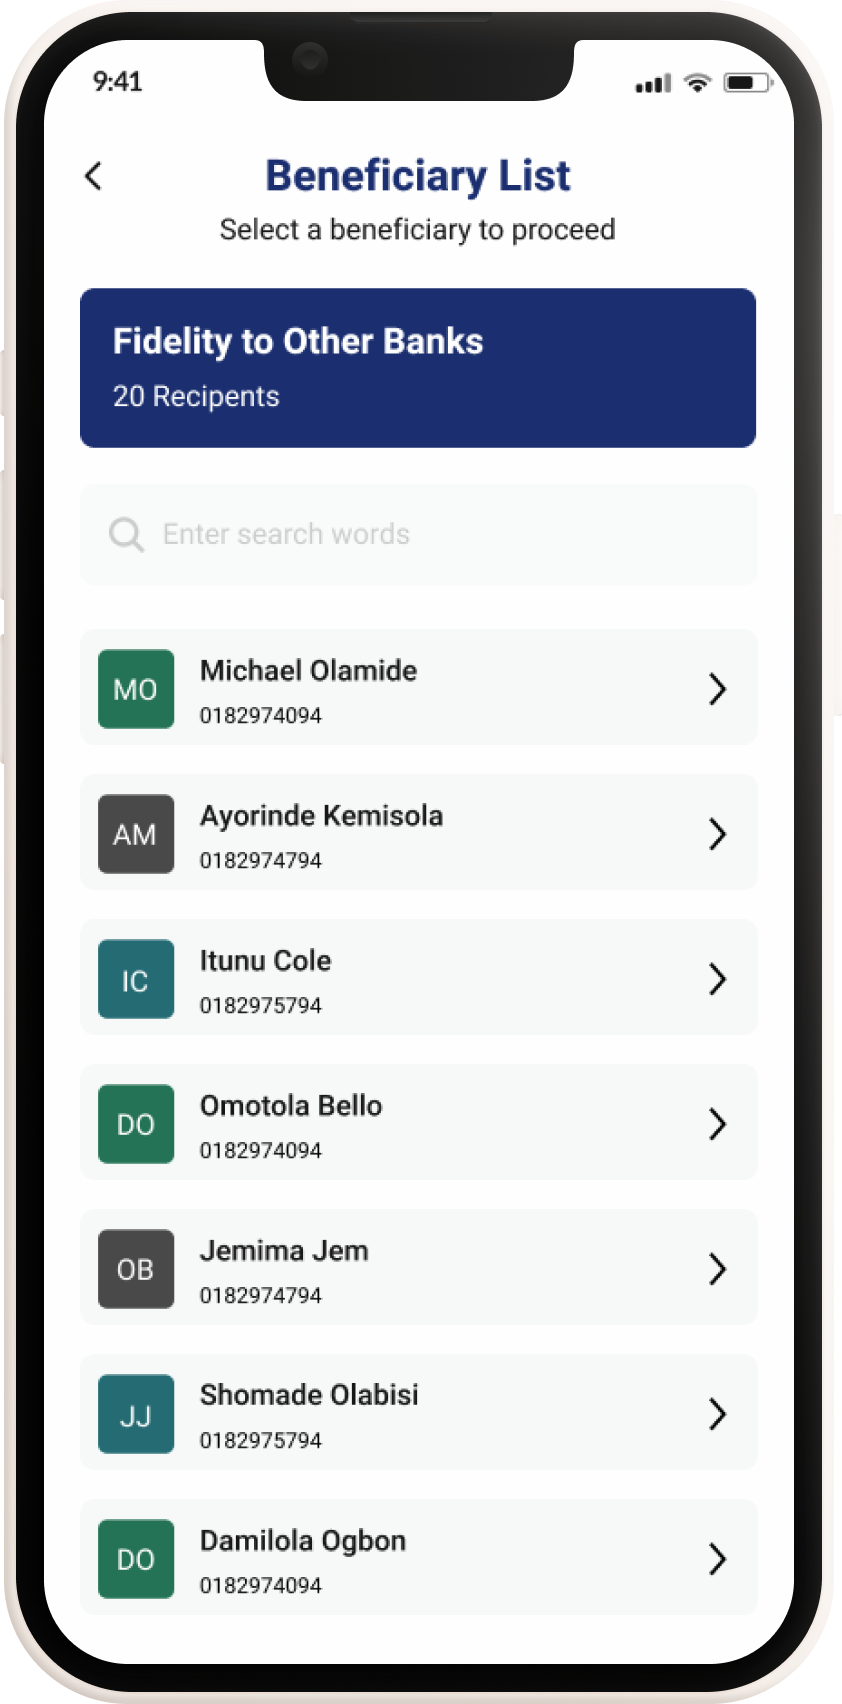 9:41
Beneficiary List
Select a beneficiary to proceed
Fidelity to Other Banks
20 Recipents
Enter search words
MO
Michael Olamide
0182974094
AM
Ayorinde Kemisola
0182974794
IC
Itunu Cole
0182975794
DO
Omotola Bello
0182974094
OB
Jemima Jem
0182974794
JJ
Shomade Olabisi
0182975794
DO
Damilola Ogbon
0182974094